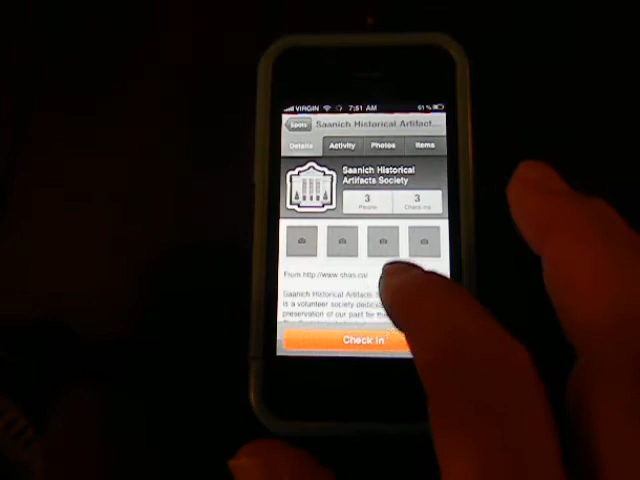 VIRGIN 7:51 AM 61%
Spots Saanich Historical Artifact...
Details Activity Photos Items
Saanich Historical
Artifacts Society
3 3
People Check-ins
From http://www.shas.ca/
Saanich Historical Artifacts
is a volunteer society
preservation of our past for
Check In